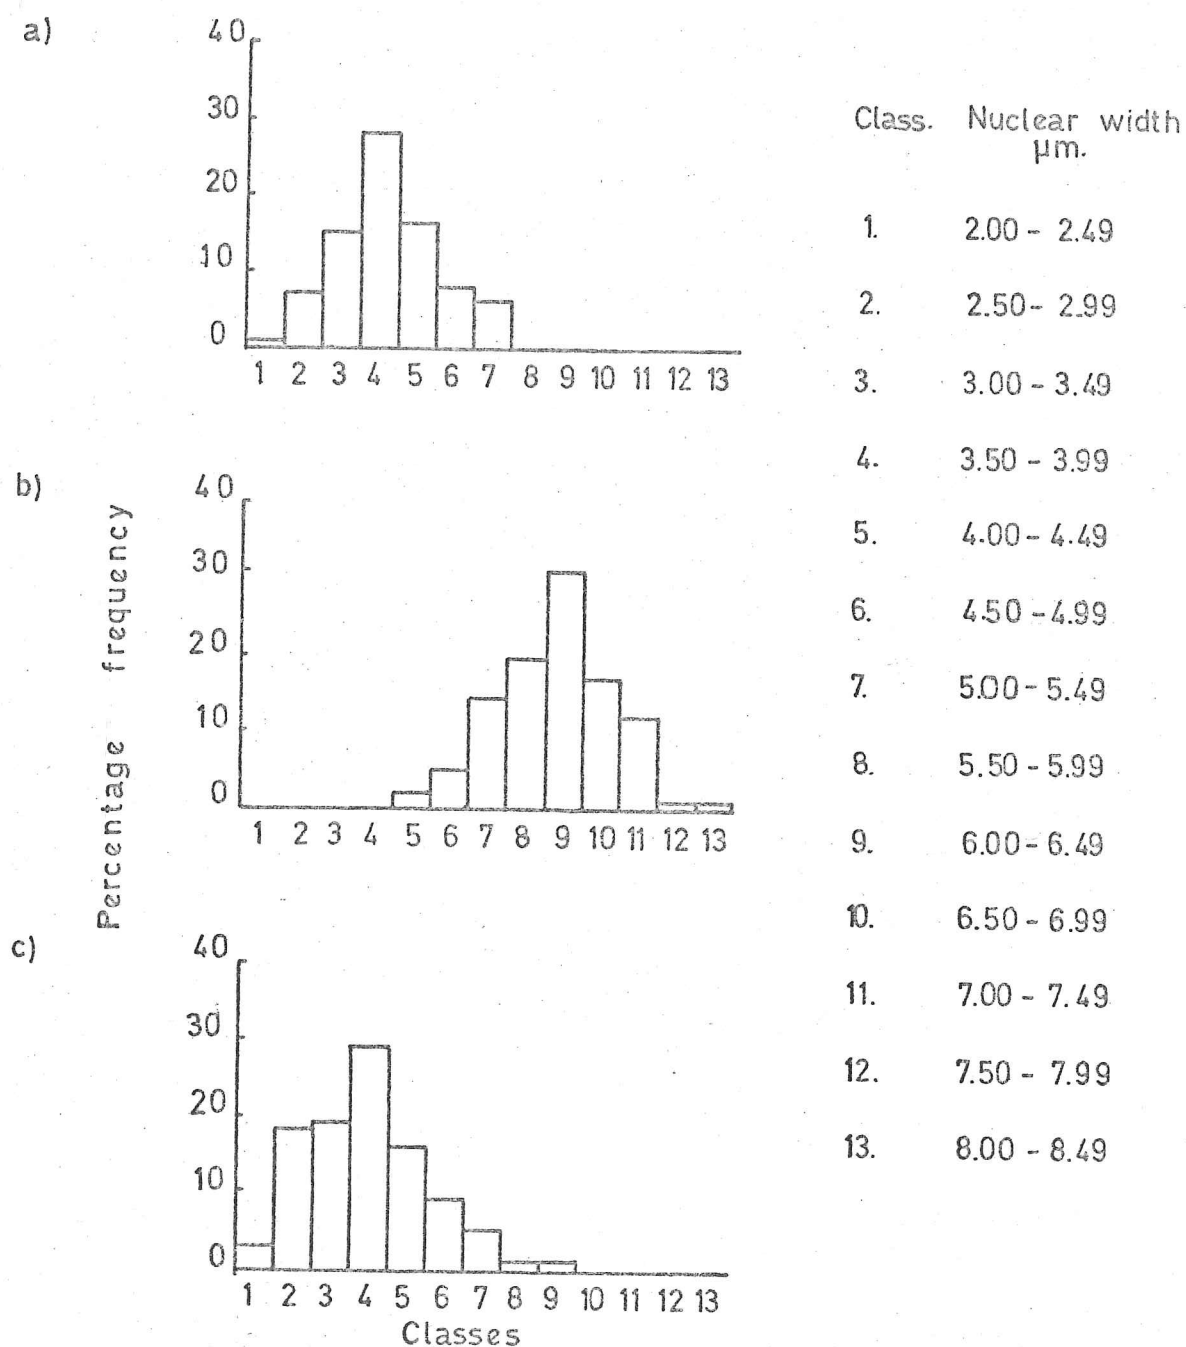 a)
40
30
20
10
0
1 2 3 4 5 6 7 8 9 10 11 12 13
b)
40
30
20
10
0
1 2 3 4 5 6 7 8 9 10 11 12 13
c)
40
30
20
10
0
1 2 3 4 5 6 7 8 9 10 11 12 13
Classes
Percentage frequency
Class. Nuclear width
µm.
1. 2.00 - 2.49
2. 2.50 - 2.99
3. 3.00 - 3.49
4. 3.50 - 3.99
5. 4.00 - 4.49
6. 4.50 - 4.99
7. 5.00 - 5.49
8. 5.50 - 5.99
9. 6.00 - 6.49
10. 6.50 - 6.99
11. 7.00 - 7.49
12. 7.50 - 7.99
13. 8.00 - 8.49